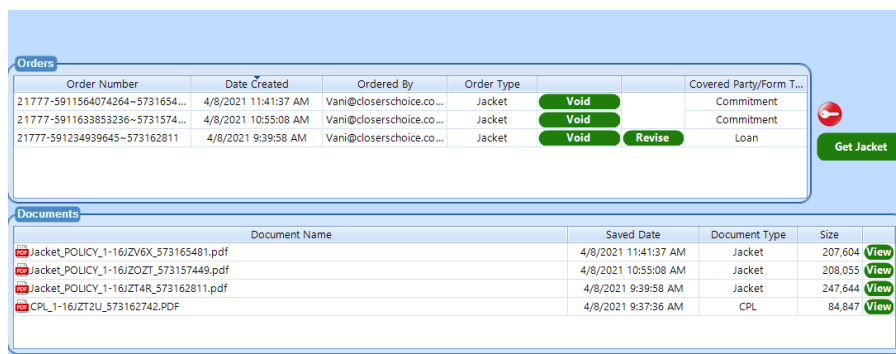 Orders
Order Number Date Created Ordered By Order Type Covered Party/Form T...
21777-5911564074264~5731654... 4/8/2021 11:41:37 AM Vani@closerschoice.co... Jacket Void Commitment
21777-5911633853236~5731574... 4/8/2021 10:55:08 AM Vani@closerschoice.co... Jacket Void Commitment
21777-591234939645~573162811 4/8/2021 9:39:58 AM Vani@closerschoice.co... Jacket Void Revise Loan
Get Jacket
Documents
Document Name Saved Date Document Type Size
PDF Jacket_POLICY_1-16JZV6X_573165481.pdf 4/8/2021 11:41:37 AM Jacket 207,604 View
PDF Jacket_POLICY_1-16JZOZT_573157449.pdf 4/8/2021 10:55:08 AM Jacket 208,055 View
PDF Jacket_POLICY_1-16JZT4R_573162811.pdf 4/8/2021 9:39:58 AM Jacket 247,644 View
PDF CPL_1-16JZT2U_573162742.PDF 4/8/2021 9:37:36 AM CPL 84,847 View